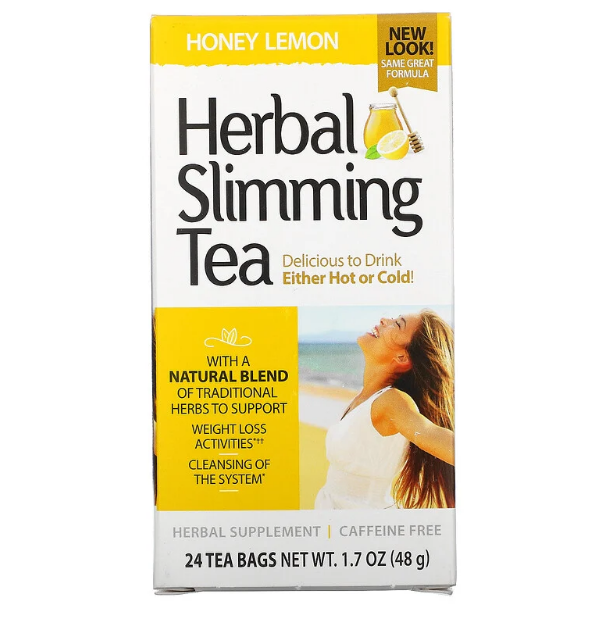 HONEY LEMON
NEW
LOOK!
SAME GREAT
FORMULA
Herbal
Slimming
Tea
Delicious to Drink
Either Hot or Cold!
WITH A
NATURAL BLEND
OF TRADITIONAL
HERBS TO SUPPORT
WEIGHT LOSS
ACTIVITIES*††
CLEANSING OF
THE SYSTEM*
HERBAL SUPPLEMENT | CAFFEINE FREE
24 TEA BAGS NET WT. 1.7 OZ (48 g)